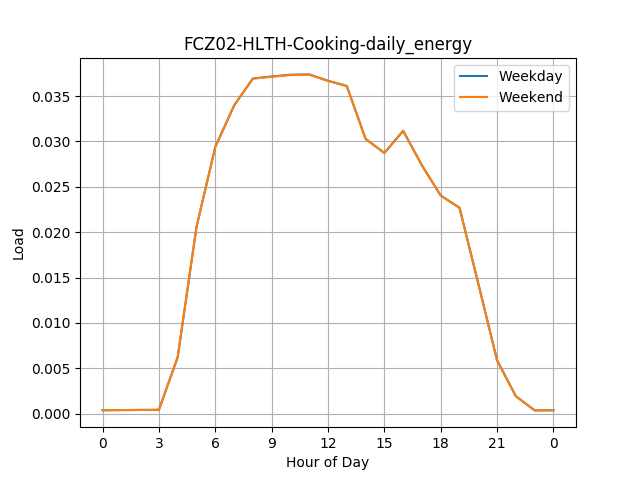 FCZ02-HLTH-Cooking-daily_energy
Weekday
Weekend
Load
0.035
0.030
0.025
0.020
0.015
0.010
0.005
0.000
0 3 6 9 12 15 18 21 0
Hour of Day